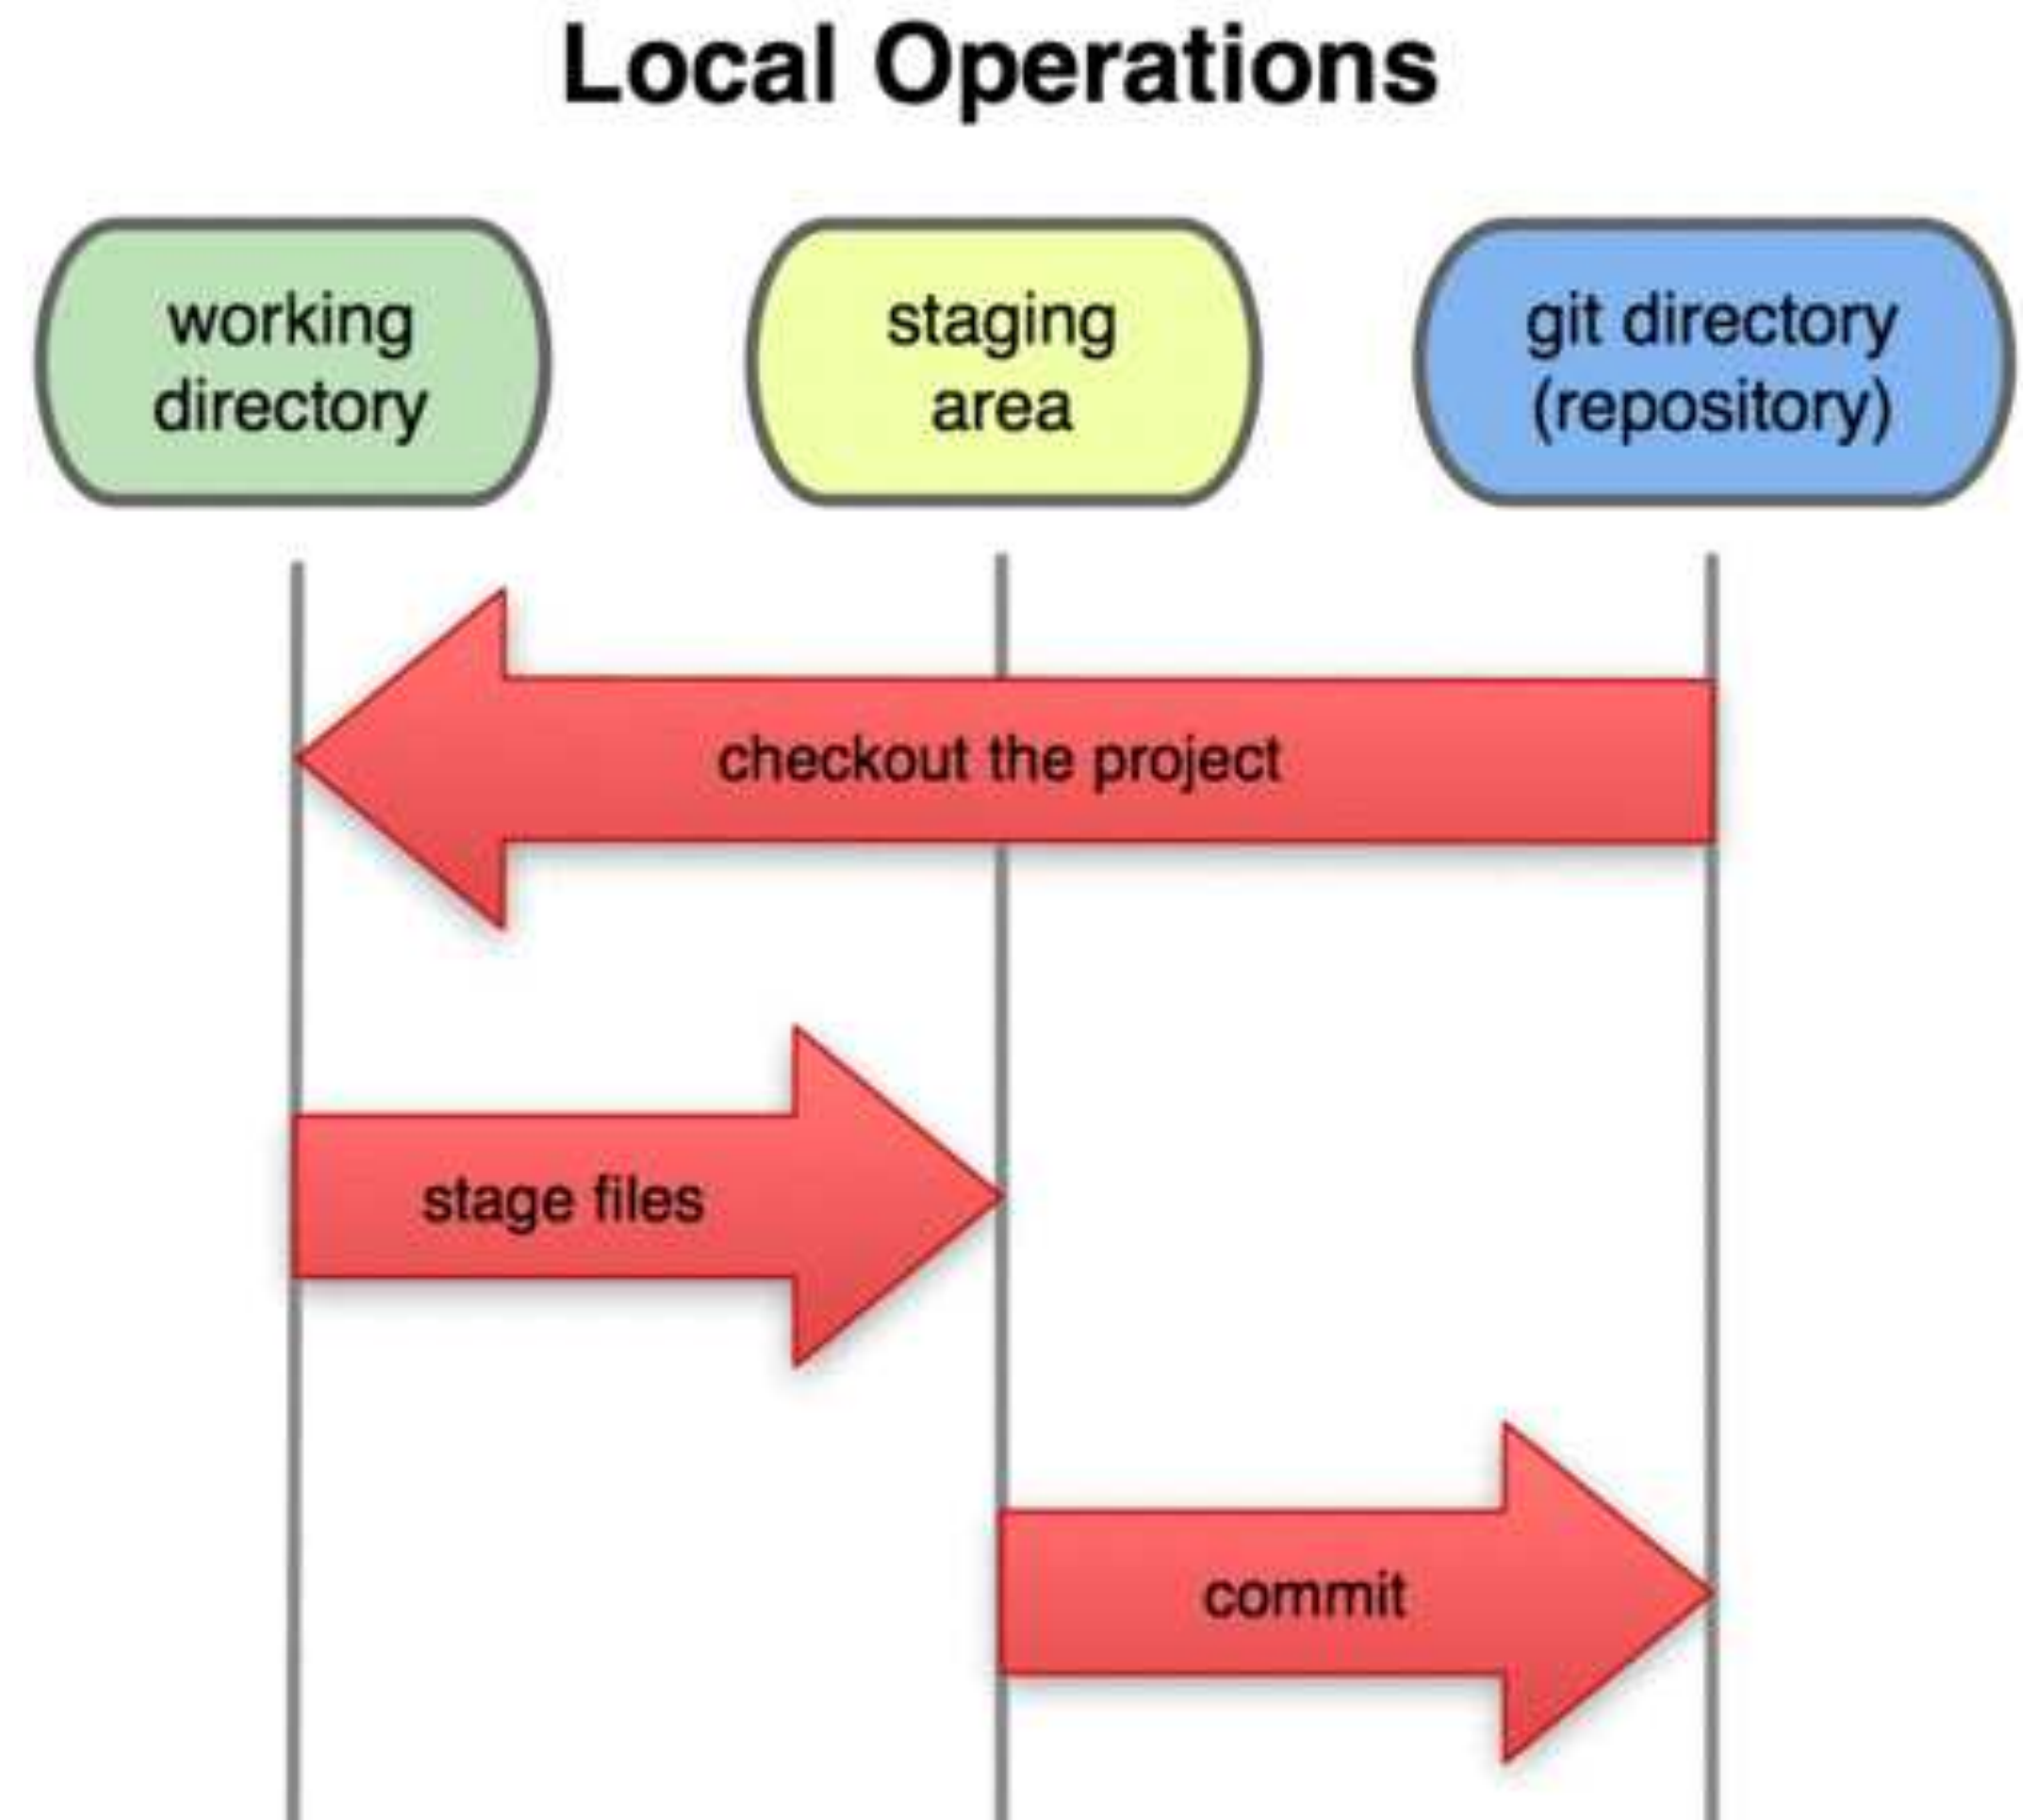 Local Operations
working
directory
staging
area
git directory
(repository)
checkout the project
stage files
commit